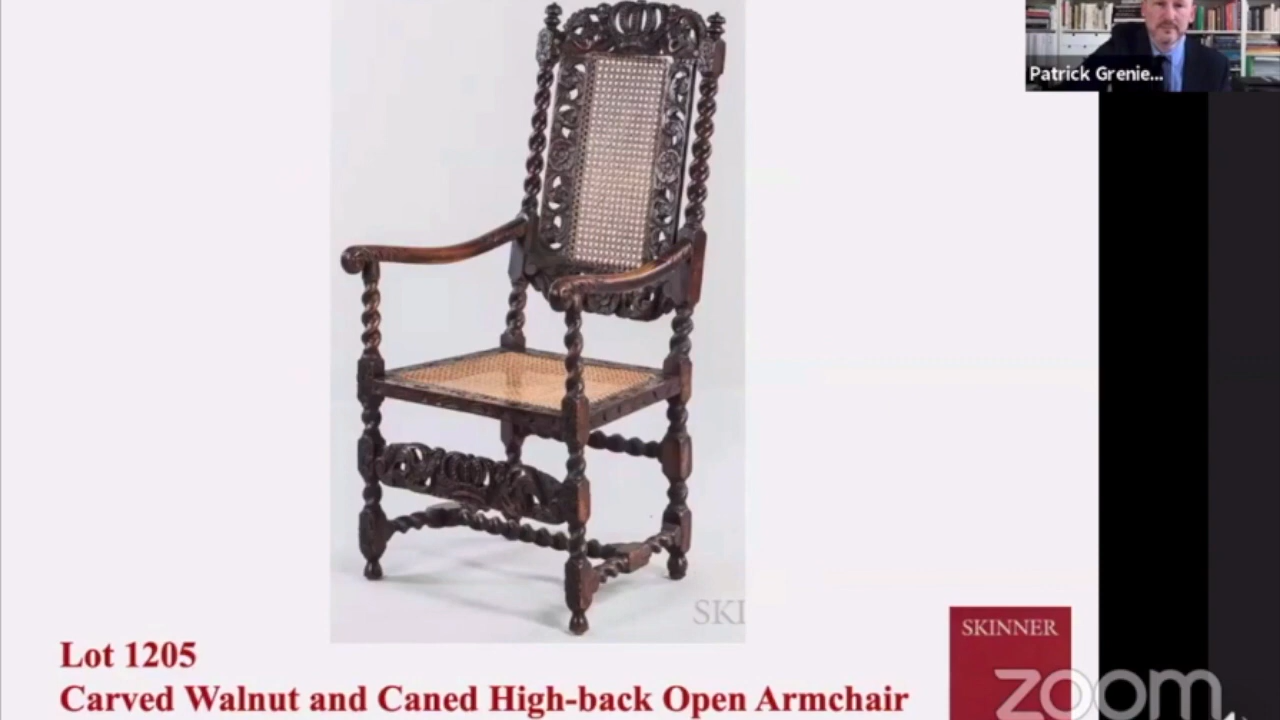 Patrick Grenie...
SKI
Lot 1205
Carved Walnut and Caned High-back Open Armchair
SKINNER
zoom